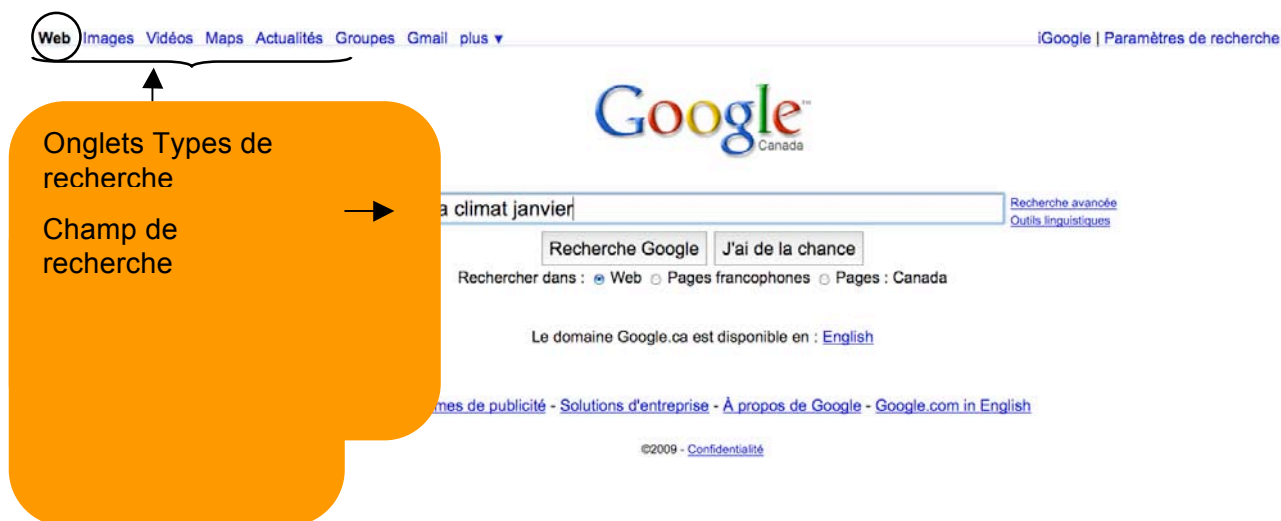 Web Images Vidéos Maps Actualités Groupes Gmail plus ▼
iGoogle | Paramètres de recherche
Google™
Canada
Onglets Types de
recherche
Champ de
recherche
a climat janvier
Recherche avancée
Outils linguistiques
Recherche Google J'ai de la chance
Rechercher dans : Web Pages francophones Pages : Canada
Le domaine Google.ca est disponible en : English
mes de publicité - Solutions d'entreprise - À propos de Google - Google.com in English
©2009 - Confidentialité